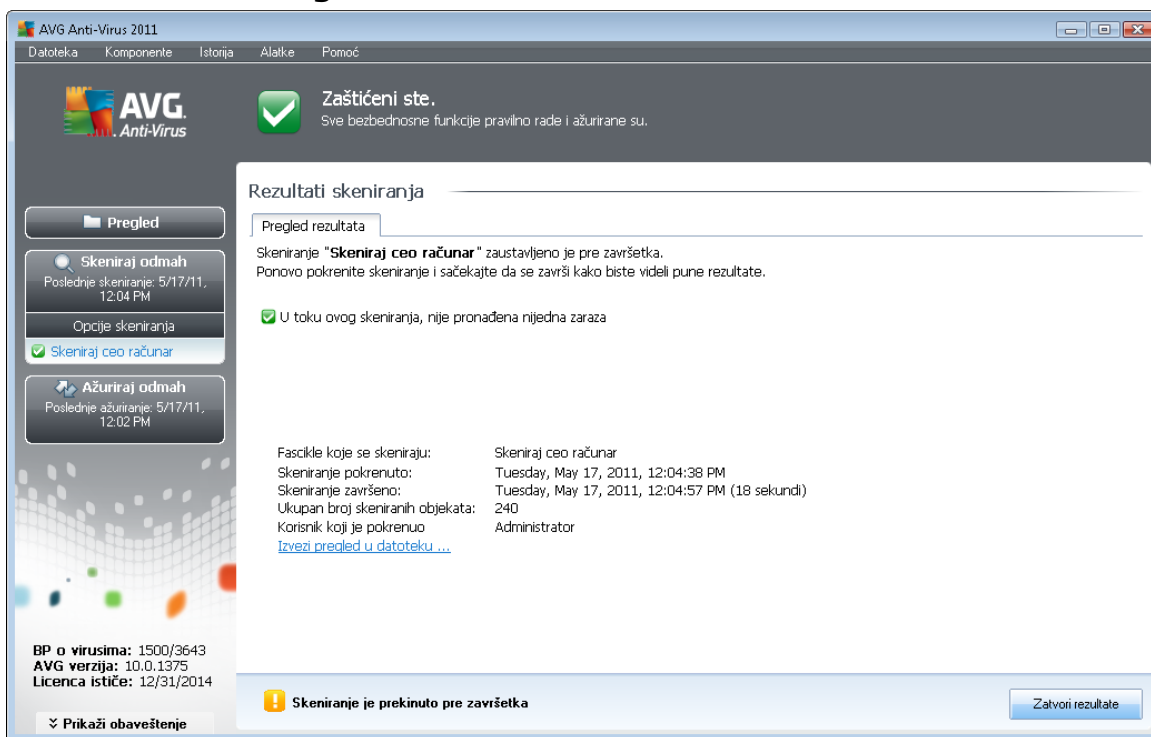 AVG Anti-Virus 2011
Datoteka Komponente Istorija Alatke Pomoć
AVG.
Anti-Virus
Zaštićeni ste.
Sve bezbednosne funkcije pravilno rade i ažurirane su.
Pregled
Skeniraj odmah
Poslednje skeniranje: 5/17/11,
12:04 PM
Opcije skeniranja
Skeniraj ceo računar
Ažuriraj odmah
Poslednje ažuriranje: 5/17/11,
12:02 PM
BP o virusima: 1500/3643
AVG verzija: 10.0.1375
Licenca ističe: 12/31/2014
Prikaži obaveštenje
Rezultati skeniranja
Pregled rezultata
Skeniranje "Skeniraj ceo računar" zaustavljeno je pre završetka.
Ponovo pokrenite skeniranje i sačekajte da se završi kako biste videli pune rezultate.
U toku ovog skeniranja, nije pronađena nijedna zaraza
Fascikle koje se skeniraju: Skeniraj ceo računar
Skeniranje pokrenuto: Tuesday, May 17, 2011, 12:04:38 PM
Skeniranje završeno: Tuesday, May 17, 2011, 12:04:57 PM (18 sekundi)
Ukupan broj skeniranih objekata: 240
Korisnik koji je pokrenuo Administrator
Izvezi pregled u datoteku ...
Skeniranje je prekinuto pre završetka
Zatvori rezultate